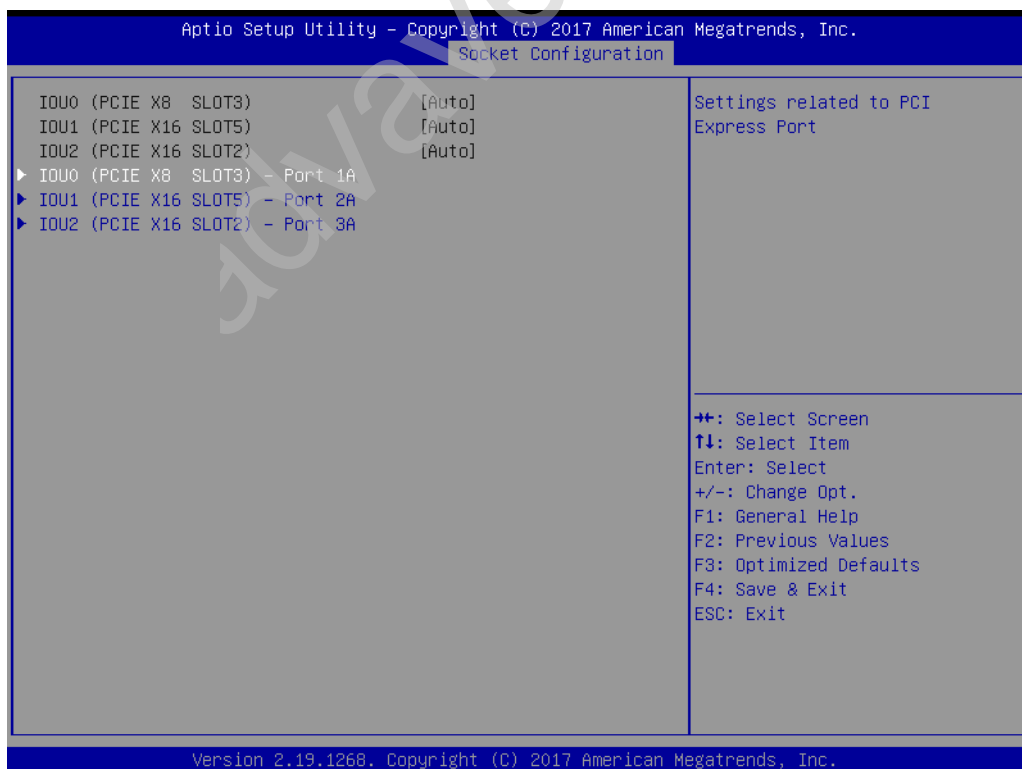 Aptio Setup Utility – Copyright (C) 2017 American Megatrends, Inc.
Socket Configuration
IOU0 (PCIE X8  SLOT3) [Auto]
IOU1 (PCIE X16 SLOT5) [Auto]
IOU2 (PCIE X16 SLOT2) [Auto]
▶ IOU0 (PCIE X8  SLOT3) – Port 1A
▶ IOU1 (PCIE X16 SLOT5) – Port 2A
▶ IOU2 (PCIE X16 SLOT2) – Port 3A
Settings related to PCI
Express Port
→←: Select Screen
↑↓: Select Item
Enter: Select
+/-: Change Opt.
F1: General Help
F2: Previous Values
F3: Optimized Defaults
F4: Save & Exit
ESC: Exit
Version 2.19.1268. Copyright (C) 2017 American Megatrends, Inc.